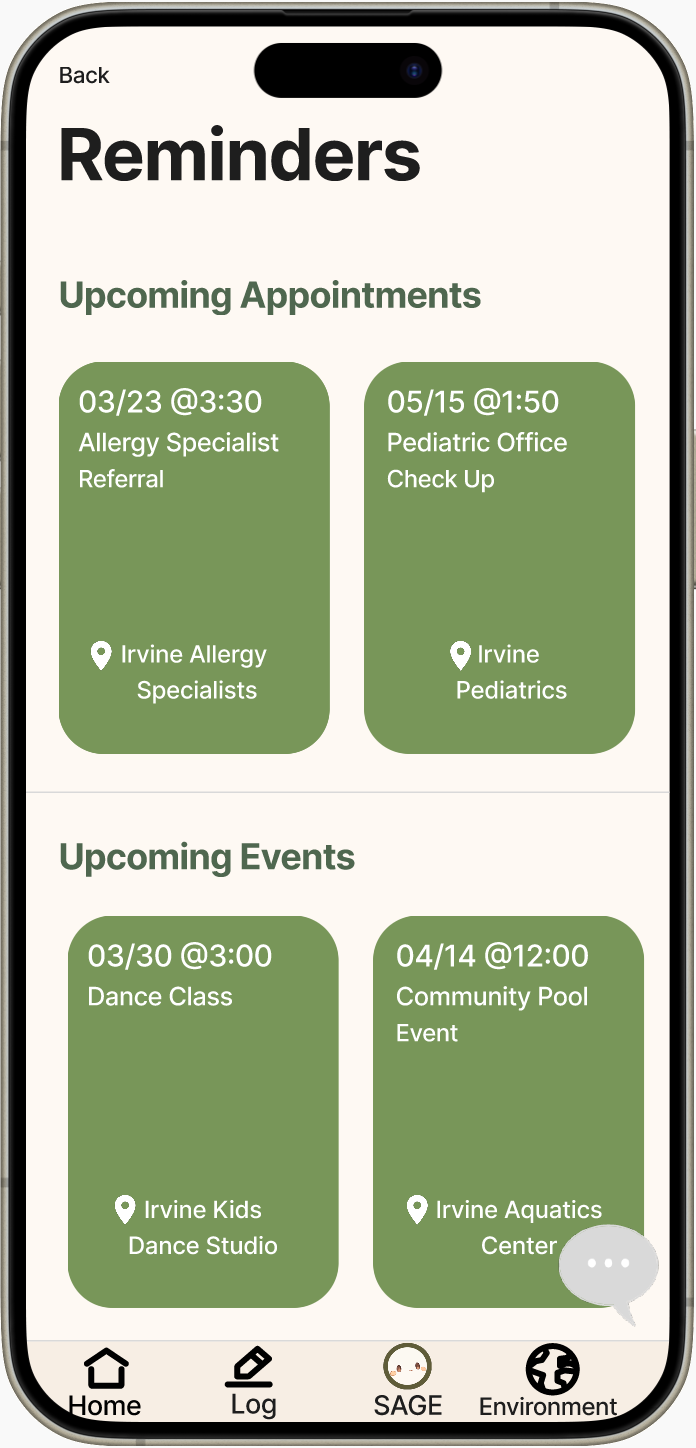 Back
Reminders
Upcoming Appointments
03/23 @3:30
Allergy Specialist
Referral
Irvine Allergy
Specialists
05/15 @1:50
Pediatric Office
Check Up
Irvine
Pediatrics
Upcoming Events
03/30 @3:00
Dance Class
Irvine Kids
Dance Studio
04/14 @12:00
Community Pool
Event
Irvine Aquatics
Center
Home
Log
SAGE
Environment